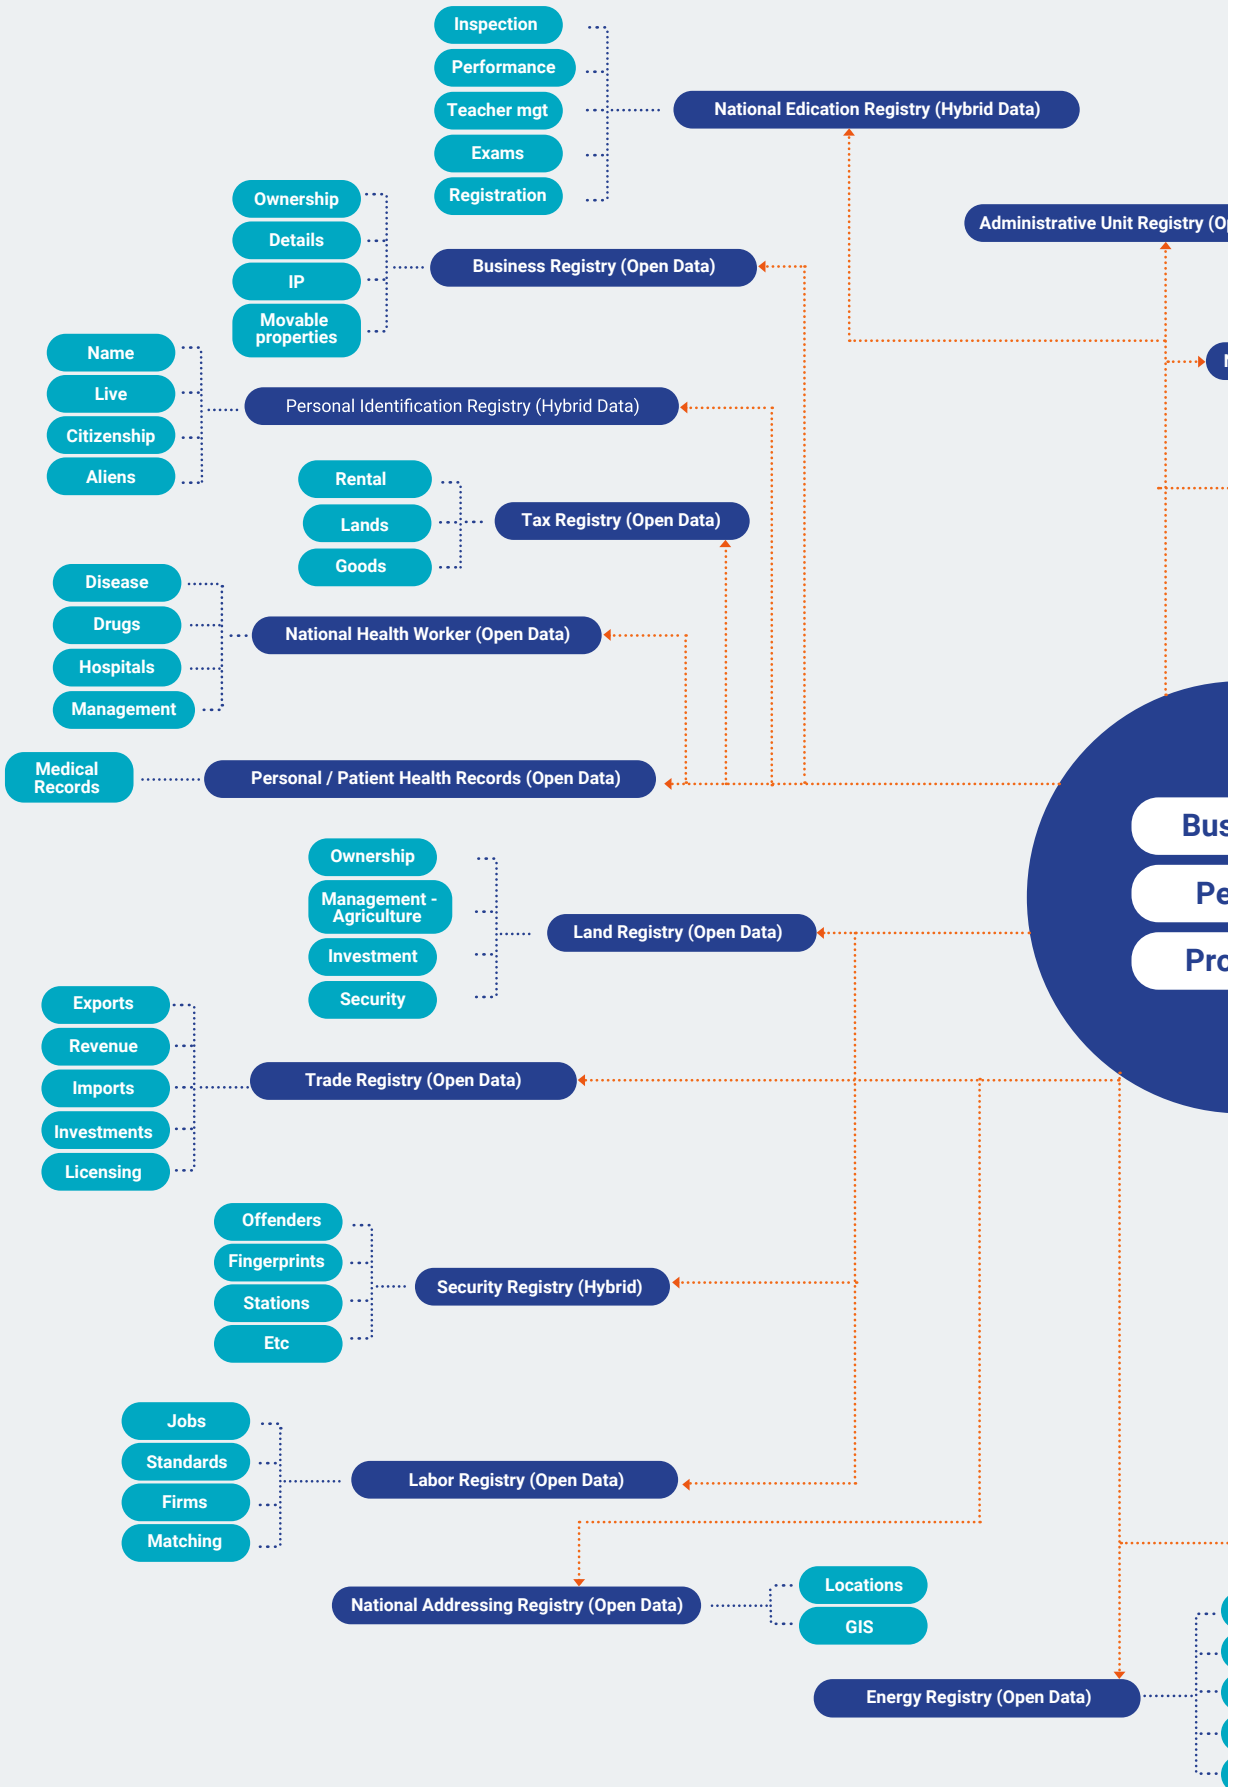 Inspection
Performance
Teacher mgt
Exams
Registration
National Edication Registry (Hybrid Data)
Administrative Unit Registry
Ownership
Details
IP
Movable
properties
Business Registry (Open Data)
Name
Live
Citizenship
Aliens
Personal Identification Registry (Hybrid Data)
Rental
Lands
Goods
Tax Registry (Open Data)
Disease
Drugs
Hospitals
Management
National Health Worker (Open Data)
Medical
Records
Personal / Patient Health Records (Open Data)
Bus
Pe
Pro
Ownership
Management -
Agriculture
Investment
Security
Land Registry (Open Data)
Exports
Revenue
Imports
Investments
Licensing
Trade Registry (Open Data)
Offenders
Fingerprints
Stations
Etc
Security Registry (Hybrid)
Jobs
Standards
Firms
Matching
Labor Registry (Open Data)
National Addressing Registry (Open Data)
Locations
GIS
Energy Registry (Open Data)